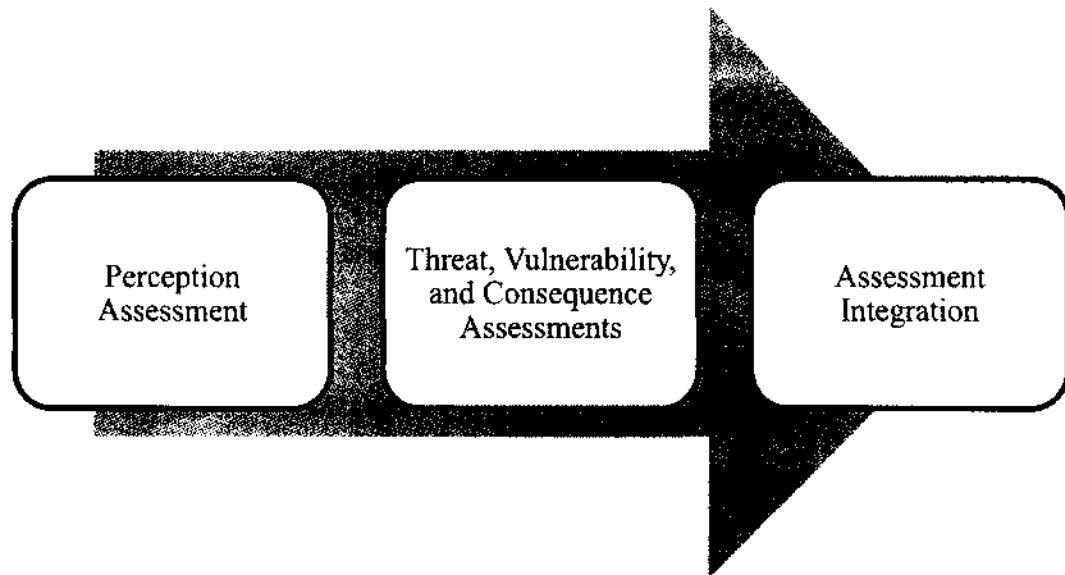 Perception
Assessment
Threat, Vulnerability,
and Consequence
Assessments
Assessment
Integration